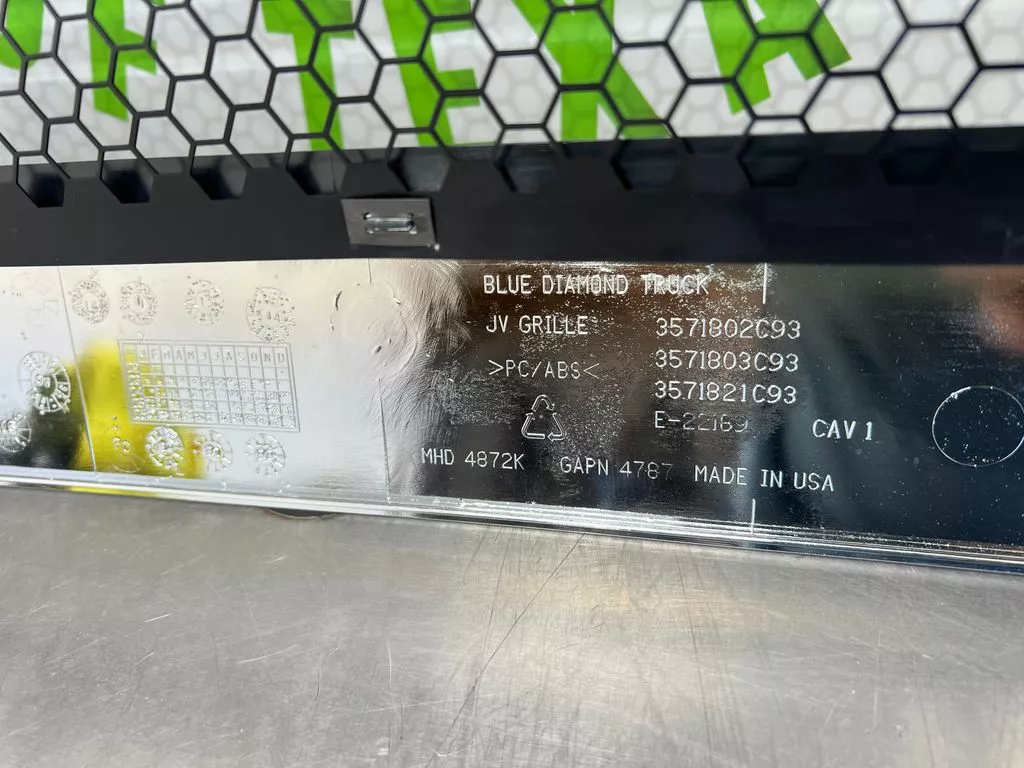 TEXA
BLUE DIAMOND TRUCK
JV GRILLE 3571802C93
>PC/ABS< 3571803C93
3571821C93
E-22169 CAV 1
MHD 4872K GAPN 4787 MADE IN USA
J F M A M J J A S O N D